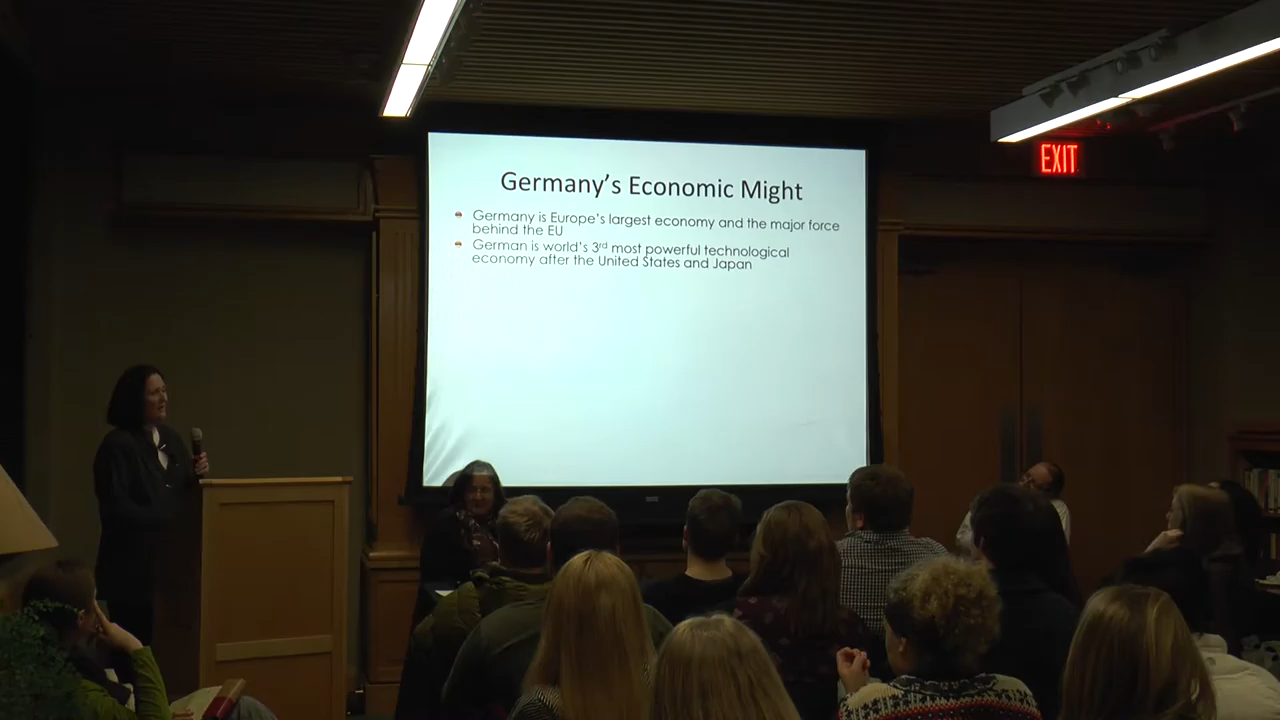 Germany's Economic Might
Germany is Europe's largest economy and the major force
behind the EU
German is world's 3rd most powerful technological
economy after the United States and Japan
EXIT